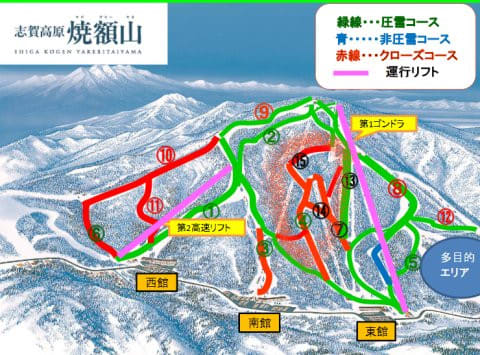 志賀高原 焼額山
SHIGA KOGEN YAKEBITAIYAMA
緑線・・・圧雪コース
青・・・・・非圧雪コース
赤線・・・クローズコース
運行リフト
第1ゴンドラ
⑨
②
⑩
⑮
⑬
⑧
⑪
⑭
①
⑫
第2高速リフト
⑥
④
⑦
③
⑤
多目的
エリア
西館
南館
東館